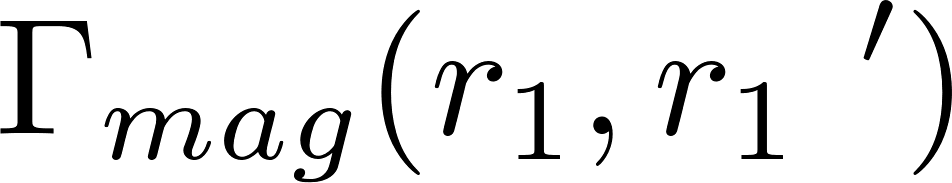 Γ_{mag}(r_1, r_1 ')